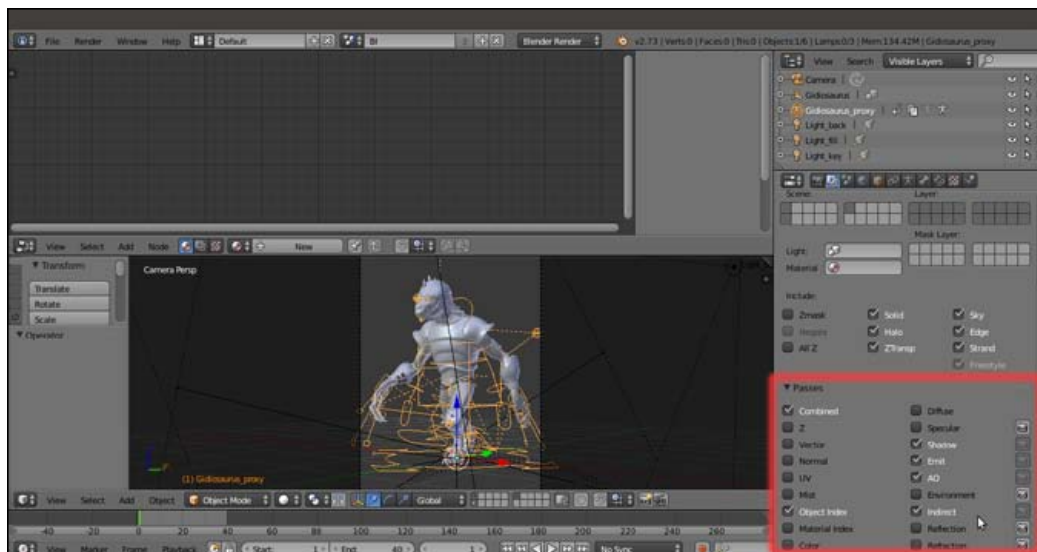 File Render Window Help Default BI Blender Render v2.73 | Verts:0 | Faces:0 | Tris:0 | Objects:1/6 | Lamps:0/3 | Mem:134.42M | Gidiosaurus_proxy
View Search Visible Layers
Camera
Gidiosaurus
Gidiosaurus_proxy
Light_back
Light_fill
Light_key
Scene: Layer:
Mask Layer:
Light:
Material
Include:
Zmask Solid Sky
Halo Edge
All Z ZTransp Strand
Freestyle
View Select Add Node New
Transform
Translate
Rotate
Scale
Operator
Camera Persp
(1) Gidiosaurus_proxy
Passes
Combined Diffuse
Z Specular
Vector Shadow
Normal Emit
UV AO
Mist Environment
Object Index Indirect
Material Index Reflection
Color Refraction
View Select Add Object Object Mode Global
-40 -20 0 20 40 60 80 100 120 140 160 180 200 220 240 260
View Marker Frame Playback Start: 1 End: 40 1 No Sync